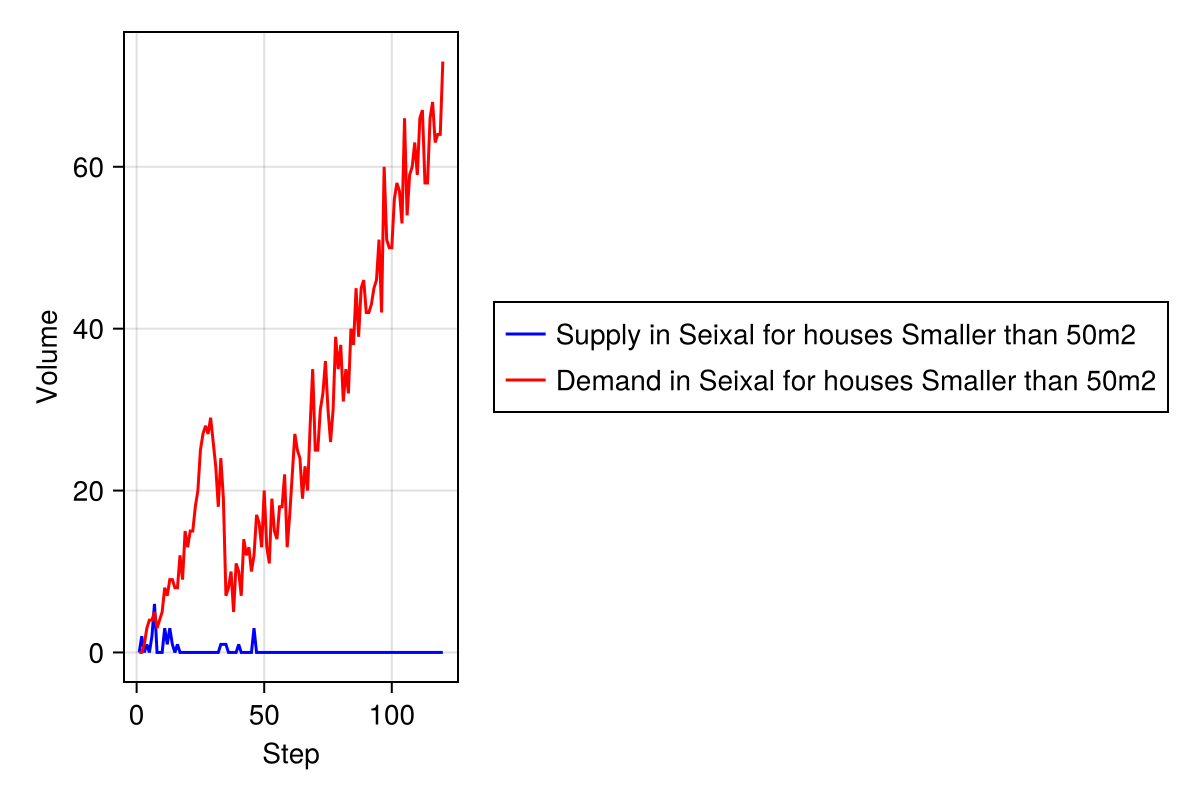 Volume
60
40
20
0
0 50 100
Step
Supply in Seixal for houses Smaller than 50m2
Demand in Seixal for houses Smaller than 50m2